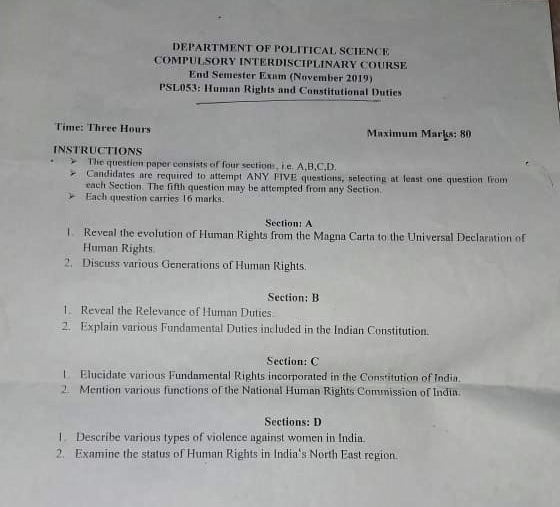 DEPARTMENT OF POLITICAL SCIENCE
COMPULSORY INTERDISCIPLINARY COURSE
End Semester Exam (November 2019)
PSL053: Human Rights and Constitutional Duties
Time: Three Hours
Maximum Marks: 80
INSTRUCTIONS
➢ The question paper consists of four sections, i.e. A,B,C,D.
➢ Candidates are required to attempt ANY FIVE questions, selecting at least one question from
each Section. The fifth question may be attempted from any Section.
➢ Each question carries 16 marks.
Section: A
1. Reveal the evolution of Human Rights from the Magna Carta to the Universal Declaration of
Human Rights.
2. Discuss various Generations of Human Rights.
Section: B
1. Reveal the Relevance of Human Duties.
2. Explain various Fundamental Duties included in the Indian Constitution.
Section: C
1. Elucidate various Fundamental Rights incorporated in the Constitution of India.
2. Mention various functions of the National Human Rights Commission of India.
Sections: D
1. Describe various types of violence against women in India.
2. Examine the status of Human Rights in India's North East region.